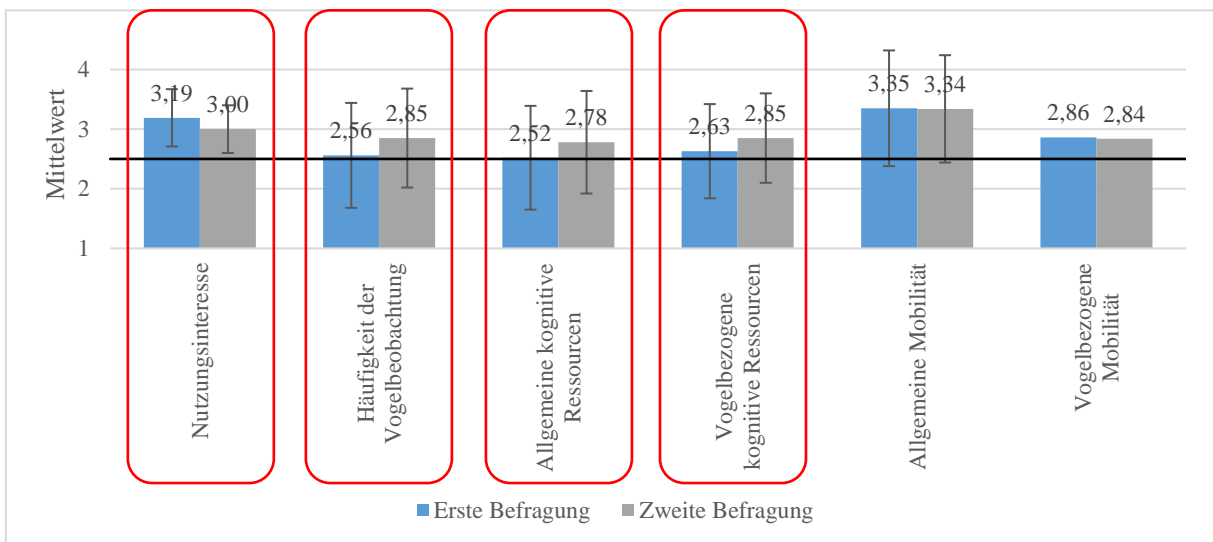 Mittelwert
4
3
2
1
3,19
3,00
2,56
2,85
2,52
2,78
2,63
2,85
3,35
3,34
2,86
2,84
Nutzungsinteresse
Häufigkeit der
Vogelbeobachtung
Allgemeine kognitive
Ressourcen
Vogelbezogene
kognitive Ressourcen
Allgemeine Mobilität
Vogelbezogene
Mobilität
Erste Befragung
Zweite Befragung